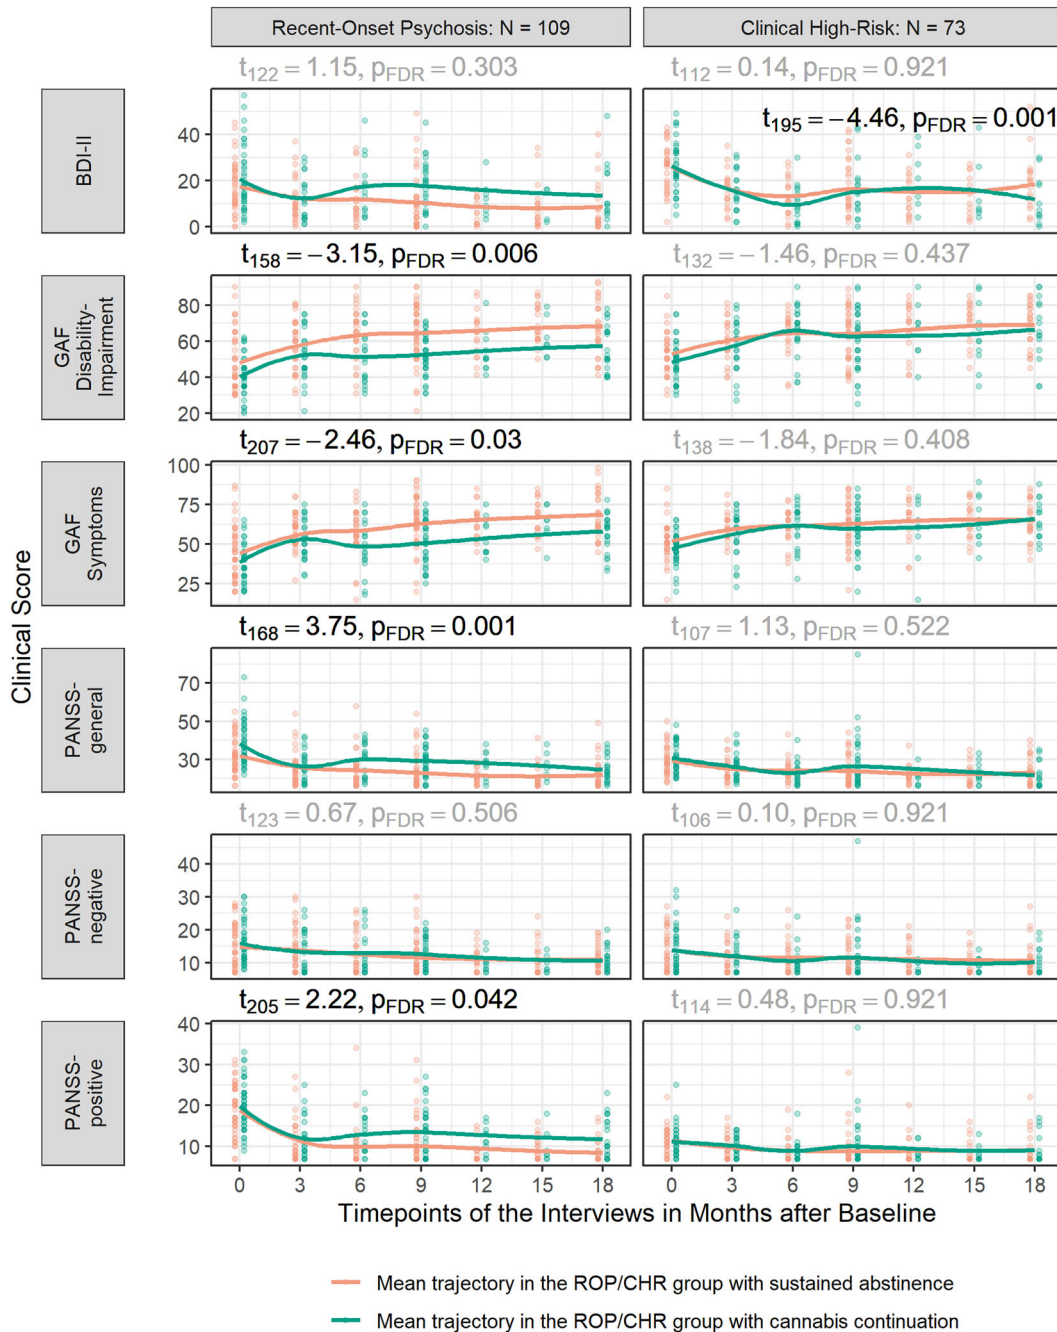 Recent-Onset Psychosis: N = 109
Clinical High-Risk: N = 73
t122 = 1.15, pFDR = 0.303
t112 = 0.14, pFDR = 0.921
BDI-II
40
20
0
t195 = −4.46, pFDR = 0.001
t158 = −3.15, pFDR = 0.006
t132 = −1.46, pFDR = 0.437
GAF
Disability-
Impairment
80
60
40
20
t207 = −2.46, pFDR = 0.03
t138 = −1.84, pFDR = 0.408
GAF
Symptoms
100
75
50
25
Clinical Score
t168 = 3.75, pFDR = 0.001
t107 = 1.13, pFDR = 0.522
PANSS-
general
70
50
30
t123 = 0.67, pFDR = 0.506
t106 = 0.10, pFDR = 0.921
PANSS-
negative
40
30
20
10
t205 = 2.22, pFDR = 0.042
t114 = 0.48, pFDR = 0.921
PANSS-
positive
40
30
20
10
0 3 6 9 12 15 18
0 3 6 9 12 15 18
Timepoints of the Interviews in Months after Baseline
Mean trajectory in the ROP/CHR group with sustained abstinence
Mean trajectory in the ROP/CHR group with cannabis continuation